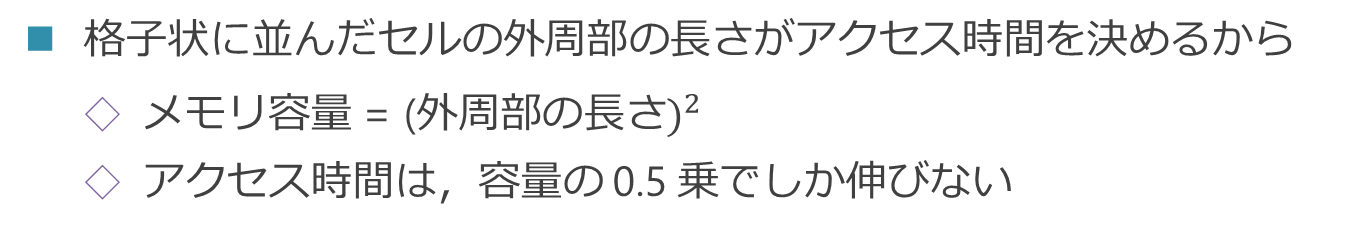 ■ 格子状に並んだセルの外周部の長さがアクセス時間を決めるから
◇ メモリ容量 = (外周部の長さ)²
◇ アクセス時間は，容量の 0.5 乗でしか伸びない